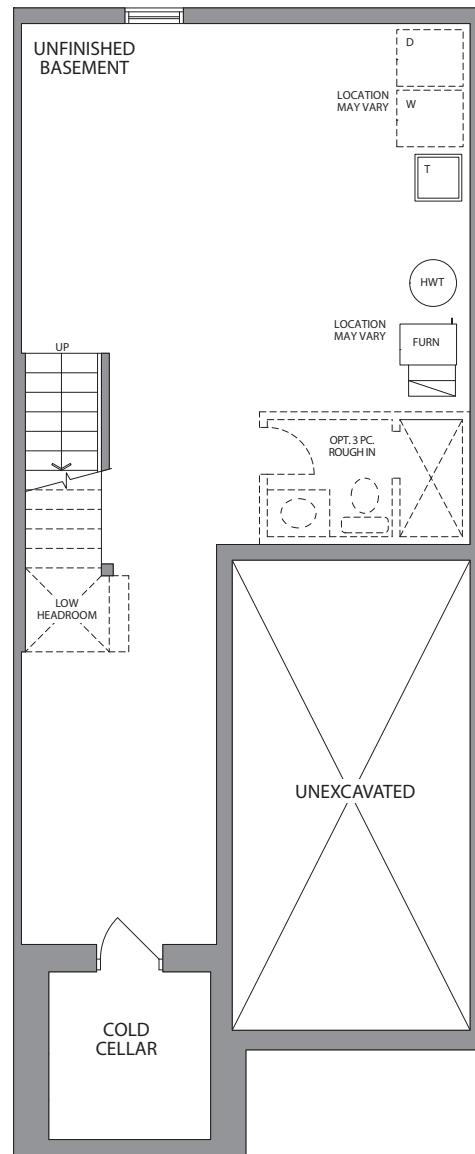 UNFINISHED
BASEMENT
D
LOCATION
MAY VARY
W
T
HWT
LOCATION
MAY VARY
FURN
UP
OPT. 3 PC.
ROUGH IN
LOW
HEADROOM
UNEXCAVATED
COLD
CELLAR